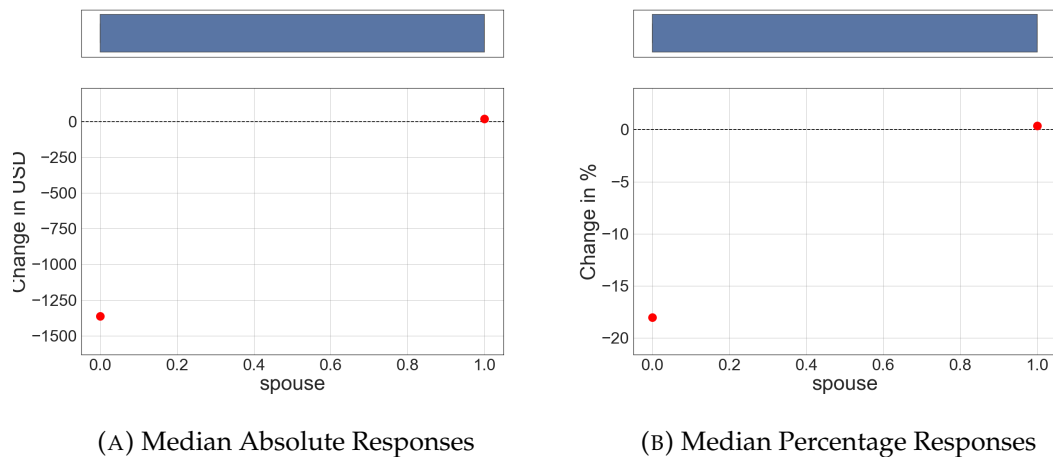 0
−250
−500
−750
−1000
−1250
−1500
Change in USD
0.0 0.2 0.4 0.6 0.8 1.0
spouse
(A) Median Absolute Responses
0
−5
−10
−15
−20
Change in %
0.0 0.2 0.4 0.6 0.8 1.0
spouse
(B) Median Percentage Responses